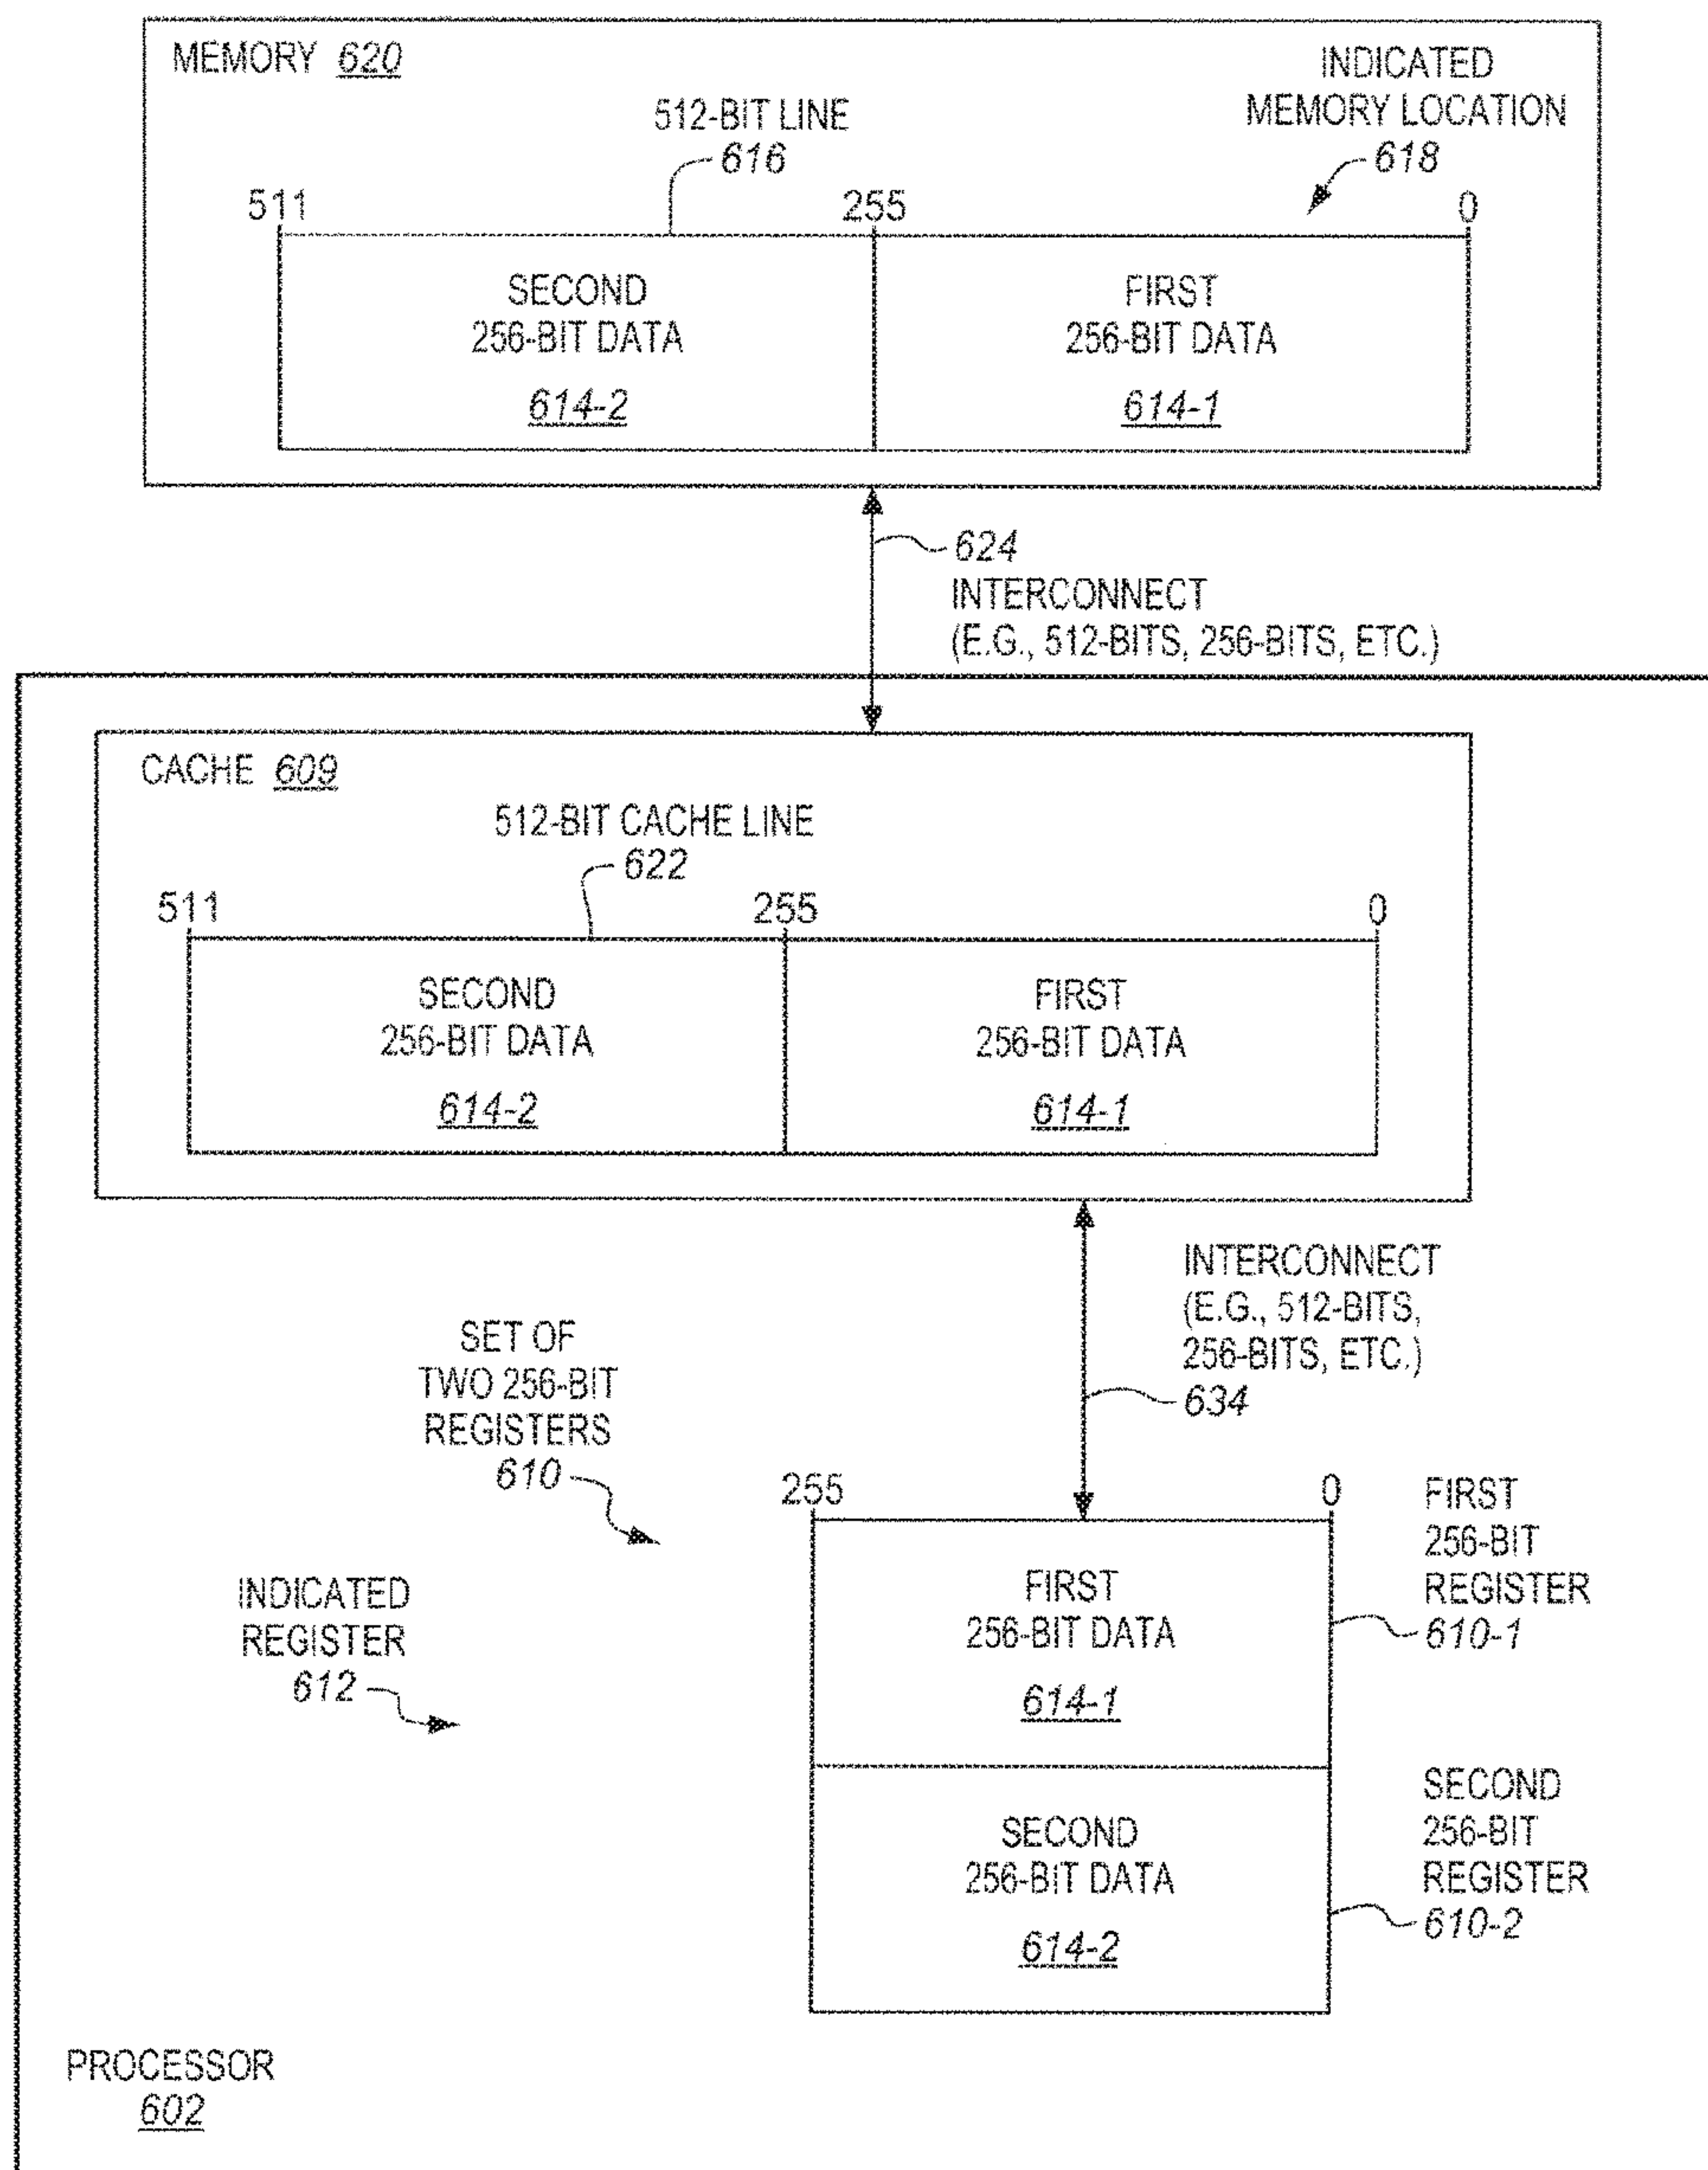 MEMORY 620
INDICATED
MEMORY LOCATION
618
512-BIT LINE
616
511
255
0
SECOND
256-BIT DATA
614-2
FIRST
256-BIT DATA
614-1
624
INTERCONNECT
(E.G., 512-BITS, 256-BITS, ETC.)
CACHE 609
512-BIT CACHE LINE
622
511
255
0
SECOND
256-BIT DATA
614-2
FIRST
256-BIT DATA
614-1
INTERCONNECT
(E.G., 512-BITS,
256-BITS, ETC.)
634
SET OF
TWO 256-BIT
REGISTERS
610
INDICATED
REGISTER
612
255
0
FIRST
256-BIT DATA
614-1
FIRST
256-BIT
REGISTER
610-1
SECOND
256-BIT DATA
614-2
SECOND
256-BIT
REGISTER
610-2
PROCESSOR
602